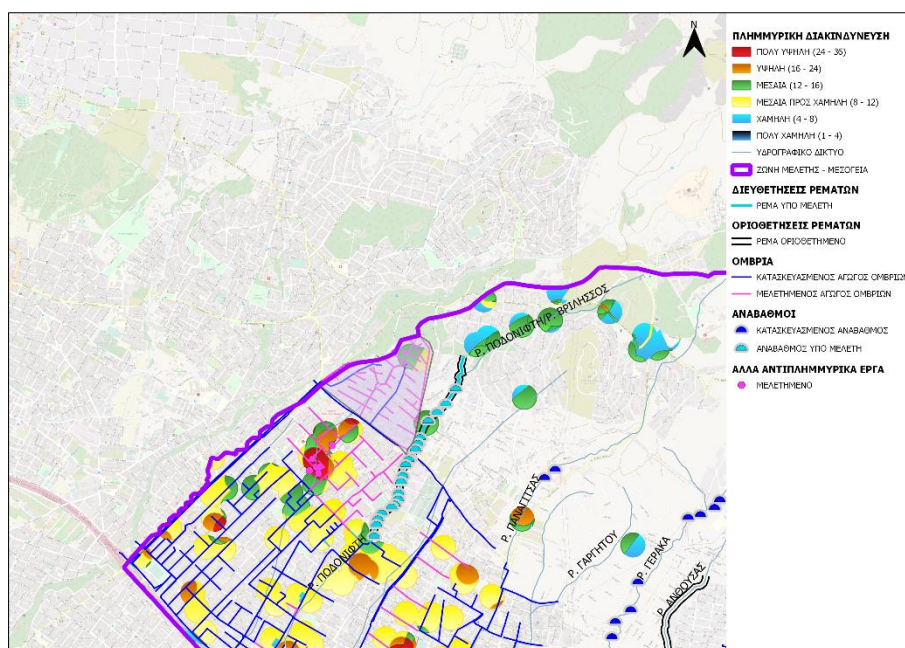 N
ΠΛΗΜΜΥΡΙΚΗ ΔΙΑΚΙΝΔΥΝΕΥΣΗ
ΠΟΛΥ ΥΨΗΛΗ (24 - 36)
ΥΨΗΛΗ (16 - 24)
ΜΕΣΑΙΑ (12 - 16)
ΜΕΣΑΙΑ ΠΡΟΣ ΧΑΜΗΛΗ (8 - 12)
ΧΑΜΗΛΗ (4 - 8)
ΠΟΛΥ ΧΑΜΗΛΗ (1 - 4)
ΥΔΡΟΓΡΑΦΙΚΟ ΔΙΚΤΥΟ
ΖΩΝΗ ΜΕΛΕΤΗΣ - ΜΕΣΟΓΕΙΑ
ΔΙΕΥΘΕΤΗΣΕΙΣ ΡΕΜΑΤΩΝ
ΡΕΜΑ ΥΠΟ ΜΕΛΕΤΗ
ΟΡΙΟΘΕΤΗΣΕΙΣ ΡΕΜΑΤΩΝ
ΡΕΜΑ ΟΡΙΟΘΕΤΗΜΕΝΟ
ΟΜΒΡΙΑ
ΚΑΤΑΣΚΕΥΑΣΜΕΝΟΣ ΑΓΩΓΟΣ ΟΜΒΡΙΩΝ
ΜΕΛΕΤΗΜΕΝΟΣ ΑΓΩΓΟΣ ΟΜΒΡΙΩΝ
ΑΝΑΒΑΘΜΟΙ
ΚΑΤΑΣΚΕΥΑΣΜΕΝΟΣ ΑΝΑΒΑΘΜΟΣ
ΑΝΑΒΑΘΜΟΣ ΥΠΟ ΜΕΛΕΤΗ
ΑΛΛΑ ΑΝΤΙΠΛΗΜΜΥΡΙΚΑ ΕΡΓΑ
ΜΕΛΕΤΗΜΕΝΟ
Ρ. ΠΟΔΟΝΙΦΤΗ/Ρ. ΒΡΙΛΗΣΣΟΣ
Ρ. ΠΑΝΑΓΙΤΣΑΣ
Ρ. ΠΟΔΟΝΙΦΤΗ
Ρ. ΓΑΡΓΗΤΟΥ
Ρ. ΓΕΡΑΚΑ
Ρ. ΑΝΘΟΥΣΑΣ